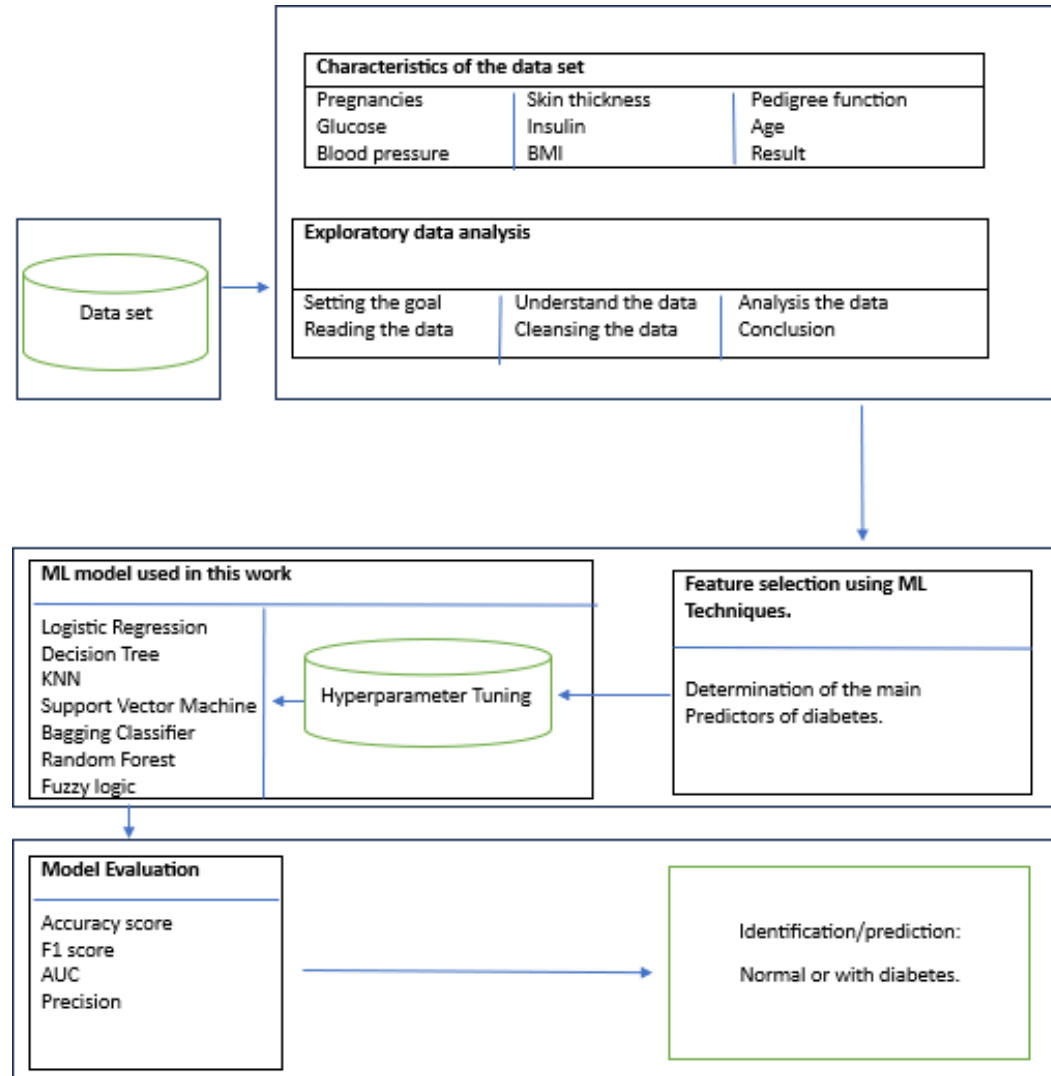 Characteristics of the data set
Pregnancies
Glucose
Blood pressure
Skin thickness
Insulin
BMI
Pedigree function
Age
Result
Data set
Exploratory data analysis
Setting the goal
Reading the data
Understand the data
Cleansing the data
Analysis the data
Conclusion
Feature selection using ML
Techniques.
Determination of the main
Predictors of diabetes.
ML model used in this work
Hyperparameter Tuning
Logistic Regression
Decision Tree
KNN
Support Vector Machine
Bagging Classifier
Random Forest
Fuzzy logic
Model Evaluation
Accuracy score
F1 score
AUC
Precision
Identification/prediction:
Normal or with diabetes.